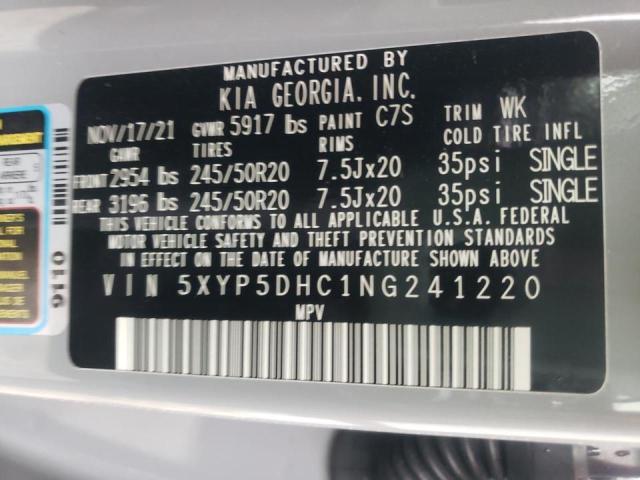 MANUFACTURED BY
KIA GEORGIA, INC.
NOV/17/21 GVWR 5917 lbs PAINT C7S TRIM WK
GAWR TIRES RIMS COLD TIRE INFL
FRONT 2954 lbs 245/50R20 7.5Jx20 35psi SINGLE
REAR 3196 lbs 245/50R20 7.5Jx20 35psi SINGLE
THIS VEHICLE CONFORMS TO ALL APPLICABLE U.S.A. FEDERAL
MOTOR VEHICLE SAFETY AND THEFT PREVENTION STANDARDS
IN EFFECT ON THE DATE OF MANUFACTURE SHOWN ABOVE.
VIN 5XYP5DHC1NG241220
MPV
0116
REAR